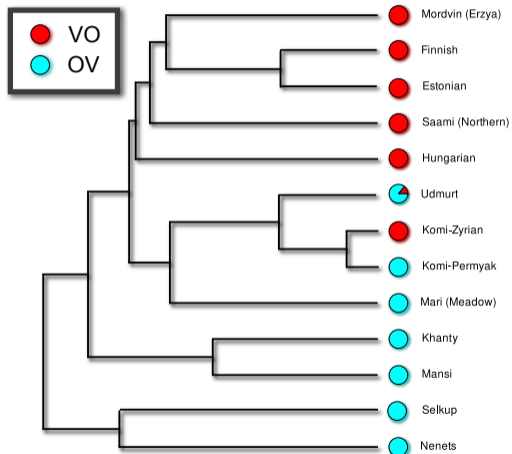 VO
OV
Mordvin (Erzya)
Finnish
Estonian
Saami (Northern)
Hungarian
Udmurt
Komi-Zyrian
Komi-Permyak
Mari (Meadow)
Khanty
Mansi
Selkup
Nenets